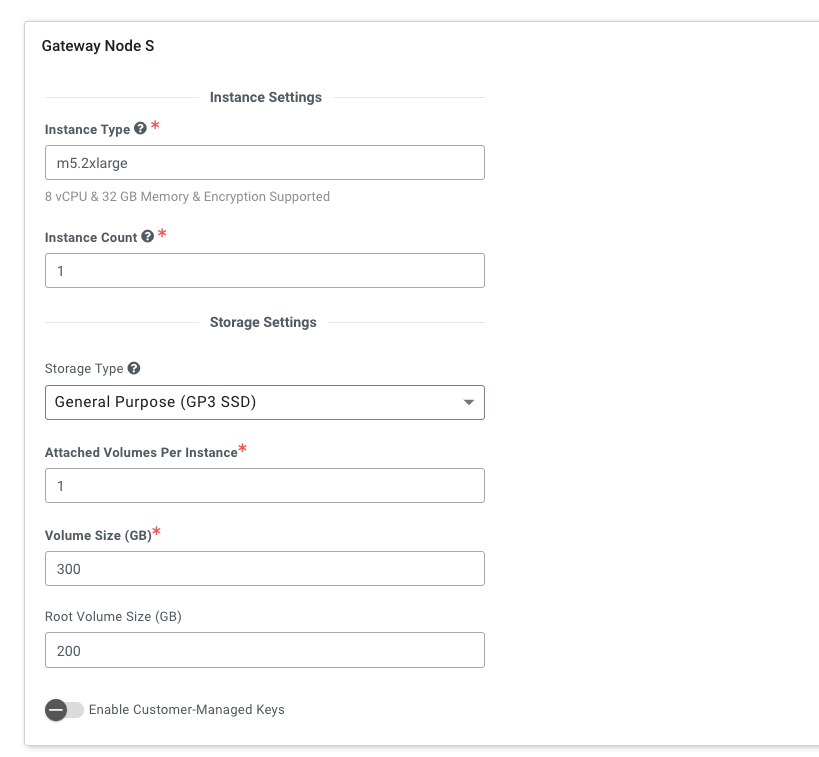 Gateway Node S
Instance Settings
Instance Type ? *
m5.2xlarge
8 vCPU & 32 GB Memory & Encryption Supported
Instance Count ? *
1
Storage Settings
Storage Type ?
General Purpose (GP3 SSD)
Attached Volumes Per Instance*
1
Volume Size (GB)*
300
Root Volume Size (GB)
200
Enable Customer-Managed Keys